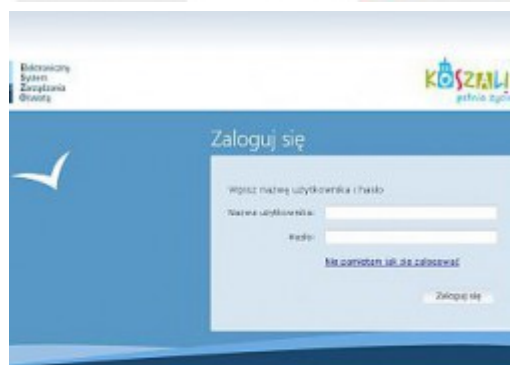 Elektroniczny
System
Zarządzania
Oświatą
KOSZALI
pełnia życia
Zaloguj się
Wpisz nazwę użytkownika i hasło
Nazwa użytkownika:
Hasło:
Nie pamiętam jak się zalogować
Zaloguj się